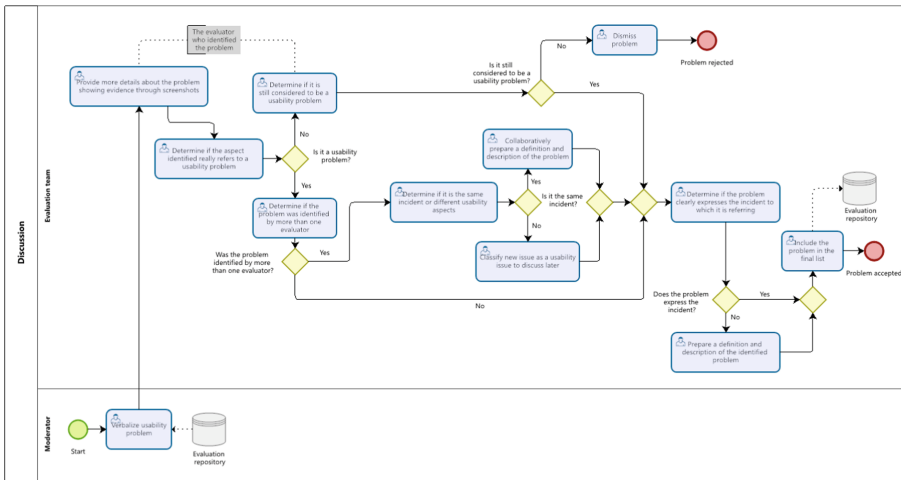 Discussion
Evaluation team
The evaluator
who identified
the problem
Provide more details about the problem
showing evidence through screenshots
Determine if it is
still considered to be a
usability problem
Is it still
considered to be a
usability problem?
No
Dismiss
problem
Problem rejected
Yes
Determine if the aspect
identified really refers to a
usability problem
No
Is it a usability
problem?
Yes
Determine if the
problem was identified
by more than one
evaluator
Was the problem
identified by more
than one evaluator?
Yes
No
Determine if it is the same
incident or different usability
aspects
Collaboratively
prepare a definition and
description of the problem
Yes
Is it the same
incident?
No
Classify new issue as a usability
issue to discuss later
Determine if the problem
clearly expresses the incident to
which it is referring
Evaluation
repository
Include the
problem in the
final list
Problem accepted
Does the problem
express the
incident?
Yes
No
Prepare a definition and
description of the identified
problem
Moderator
Start
Verbalize usability
problem
Evaluation
repository